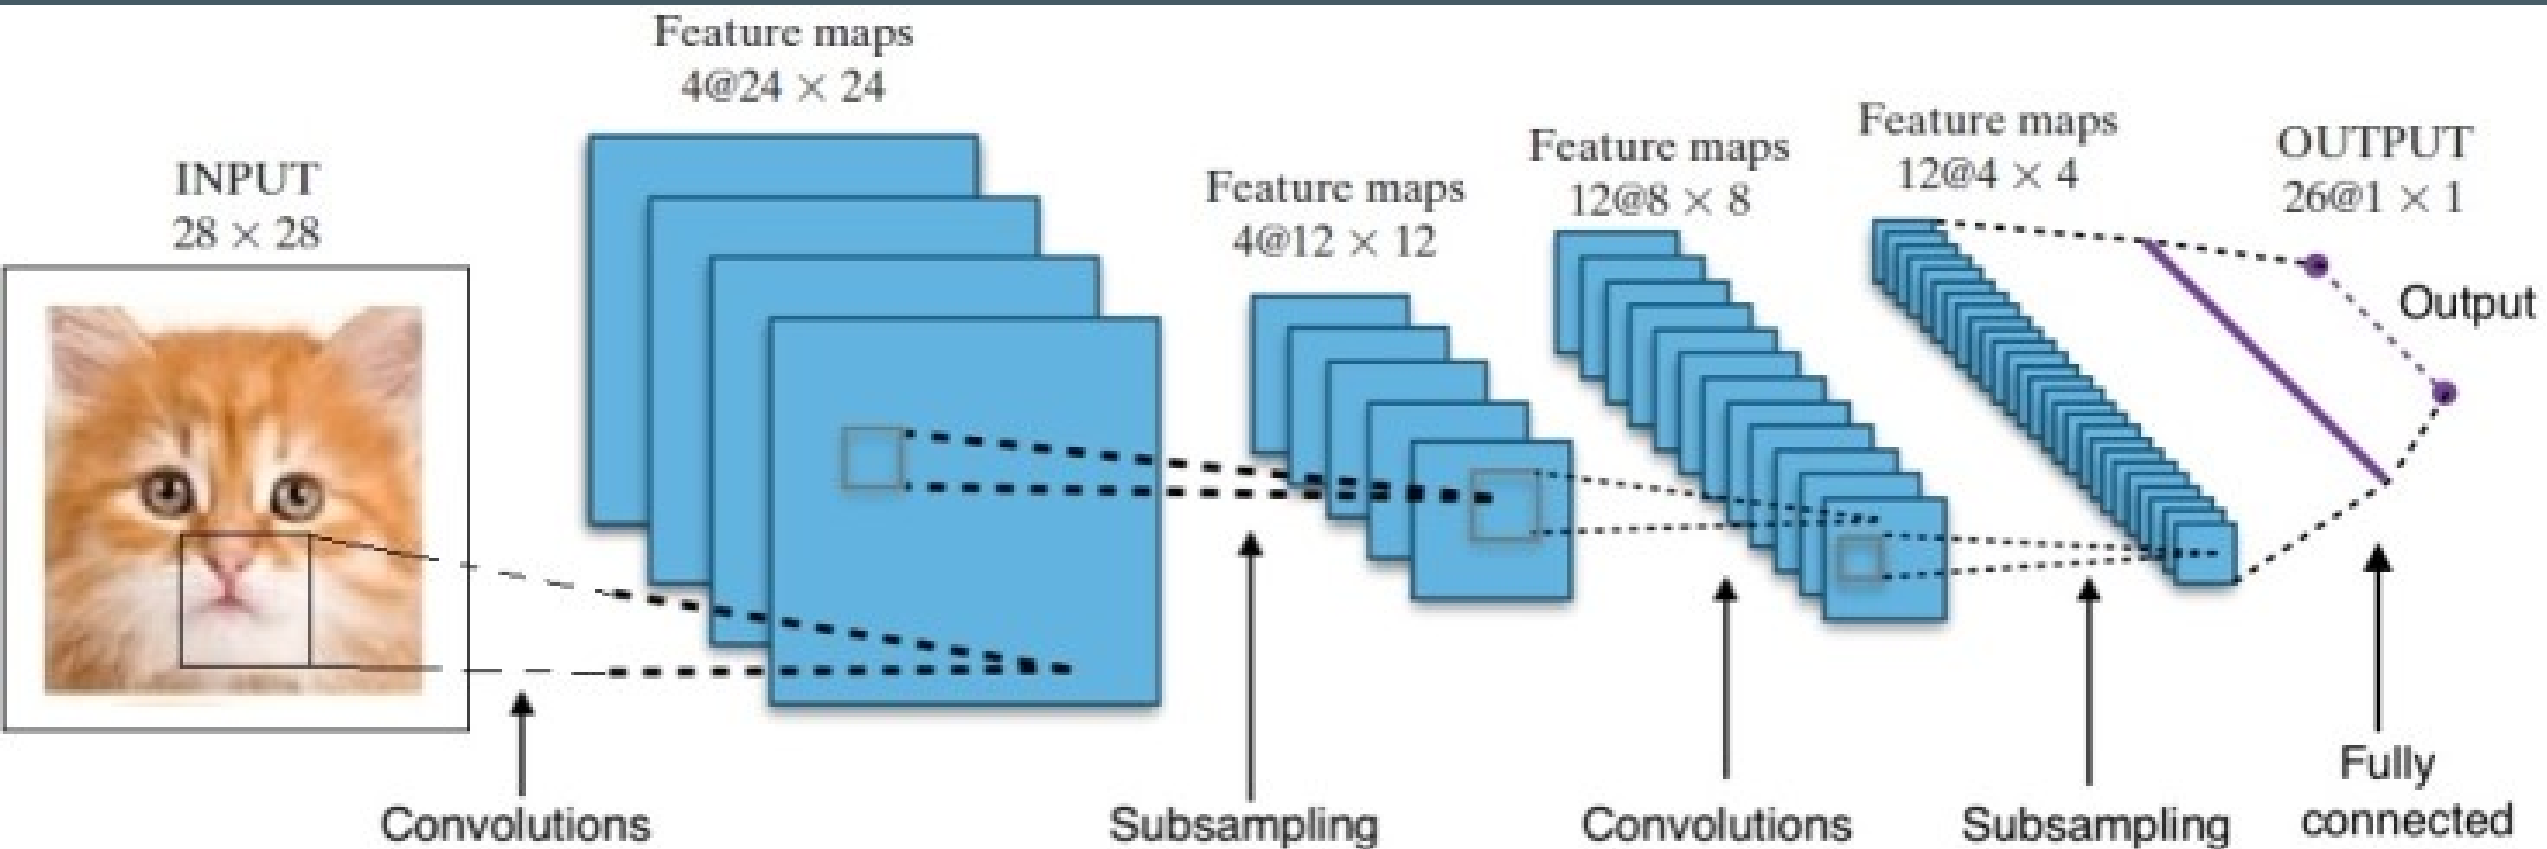 INPUT
28 × 28
Feature maps
4@24 × 24
Feature maps
4@12 × 12
Feature maps
12@8 × 8
Feature maps
12@4 × 4
OUTPUT
26@1 × 1
Output
Convolutions
Subsampling
Convolutions
Subsampling
Fully
connected